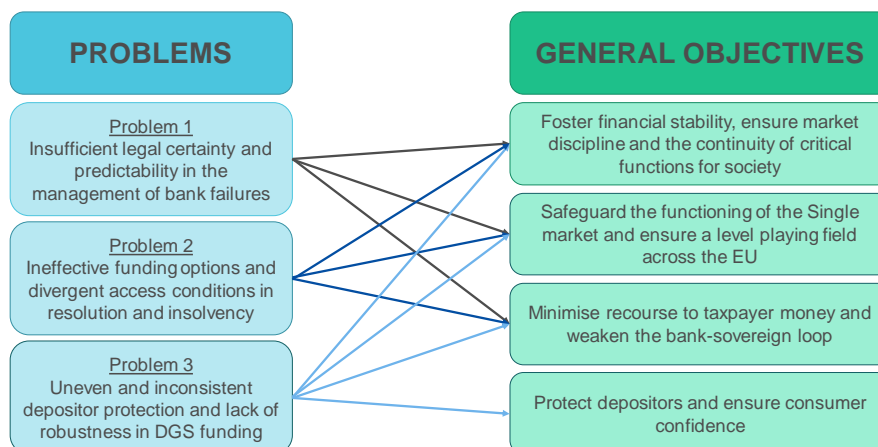 PROBLEMS
Problem 1
Insufficient legal certainty and
predictability in the
management of bank failures
Problem 2
Ineffective funding options and
divergent access conditions in
resolution and insolvency
Problem 3
Uneven and inconsistent
depositor protection and lack of
robustness in DGS funding
GENERAL OBJECTIVES
Foster financial stability, ensure market
discipline and the continuity of critical
functions for society
Safeguard the functioning of the Single
market and ensure a level playing field
across the EU
Minimise recourse to taxpayer money and
weaken the bank-sovereign loop
Protect depositors and ensure consumer
confidence